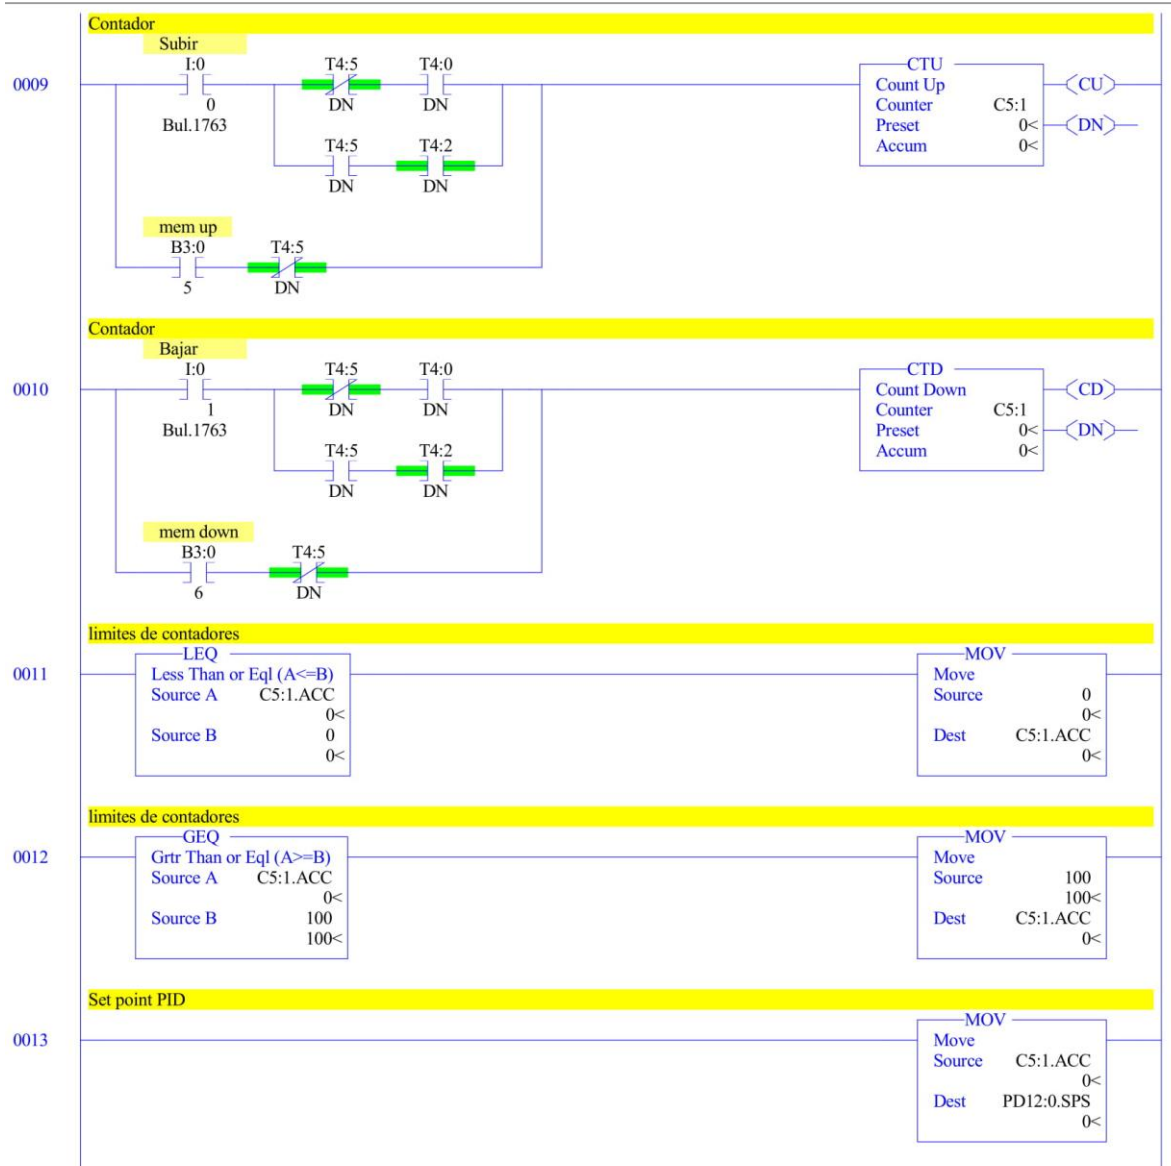 Contador
Subir
I:0 T4:5 T4:0 CTU
0009 Count Up CU
0 DN DN Counter C5:1
Bul.1763 Preset 0< DN
T4:5 T4:2 Accum 0<
DN DN
mem up
B3:0 T4:5
5 DN
Contador
Bajar
I:0 T4:5 T4:0 CTD
0010 Count Down CD
1 DN DN Counter C5:1
Bul.1763 Preset 0< DN
T4:5 T4:2 Accum 0<
DN DN
mem down
B3:0 T4:5
6 DN
limites de contadores
LEQ MOV
0011 Less Than or Eql (A<=B) Move
Source A C5:1.ACC Source 0
0< 0<
Source B 0 Dest C5:1.ACC
0< 0<
limites de contadores
GEQ MOV
0012 Grtr Than or Eql (A>=B) Move
Source A C5:1.ACC Source 100
0< 100<
Source B 100 Dest C5:1.ACC
100< 0<
Set point PID
MOV
0013 Move
Source C5:1.ACC
0<
Dest PD12:0.SPS
0<